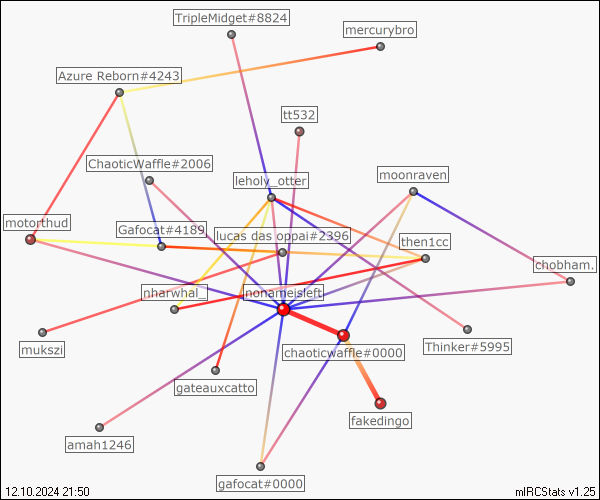 TripleMidget#8824
mercurybro
Azure Reborn#4243
tt532
ChaoticWaffle#2006
leholy_otter
moonraven
motorthud
Gafocat#4189
lucas das oppai#2396
then1cc
chobham.
nharwhal_
nonameisleft
mukszi
chaoticwaffle#0000
Thinker#5995
gateauxcatto
fakedingo
amah1246
gafocat#0000
12.10.2024 21:50
mIRCStats v1.25